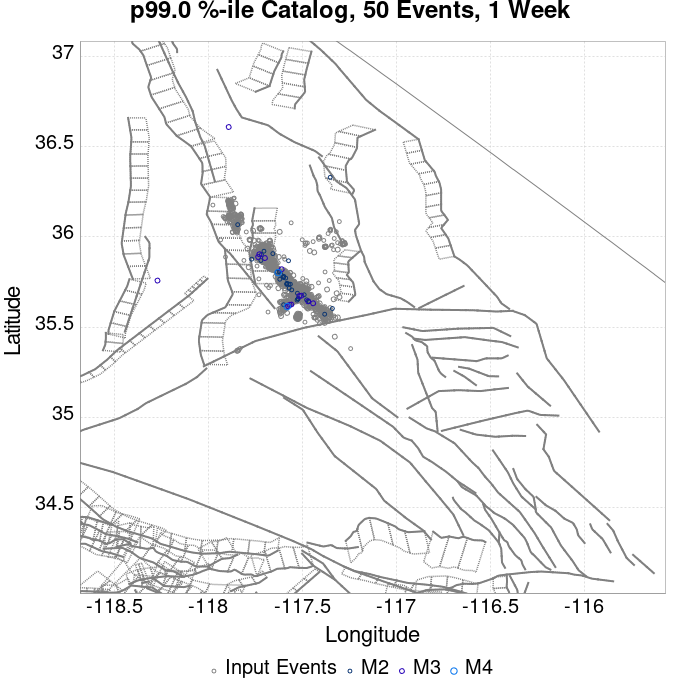 p99.0 %-ile Catalog, 50 Events, 1 Week
37
36.5
36
35.5
35
34.5
Latitude
-118.5 -118 -117.5 -117 -116.5 -116
Longitude
Input Events M2 M3 M4